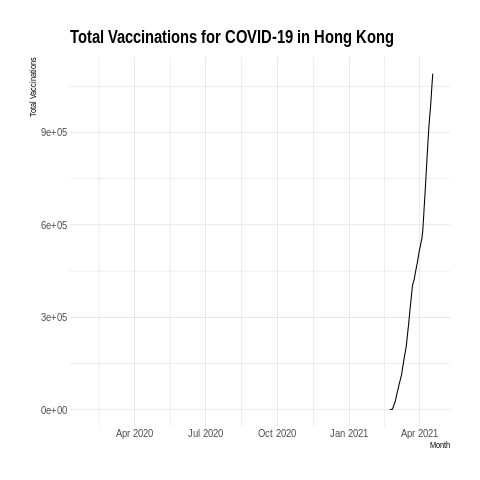 Total Vaccinations for COVID-19 in Hong Kong
Total Vaccinations
9e+05
6e+05
3e+05
0e+00
Apr 2020 Jul 2020 Oct 2020 Jan 2021 Apr 2021
Month